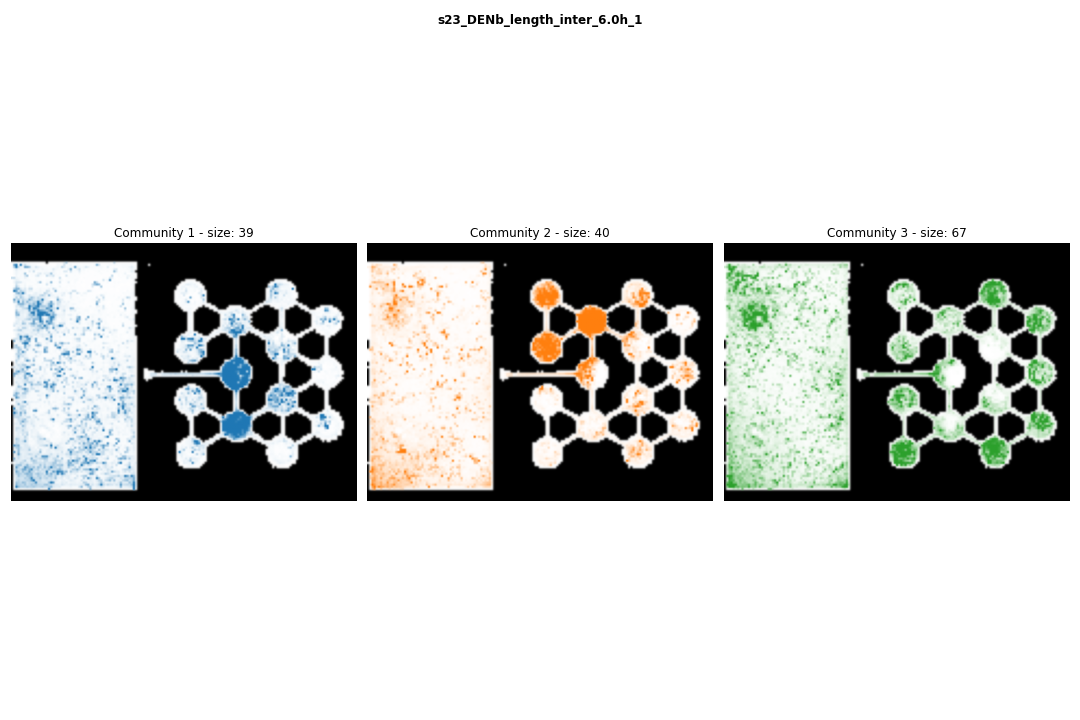 s23_DENb_length_inter_6.0h_1
Community 1 - size: 39
Community 2 - size: 40
Community 3 - size: 67